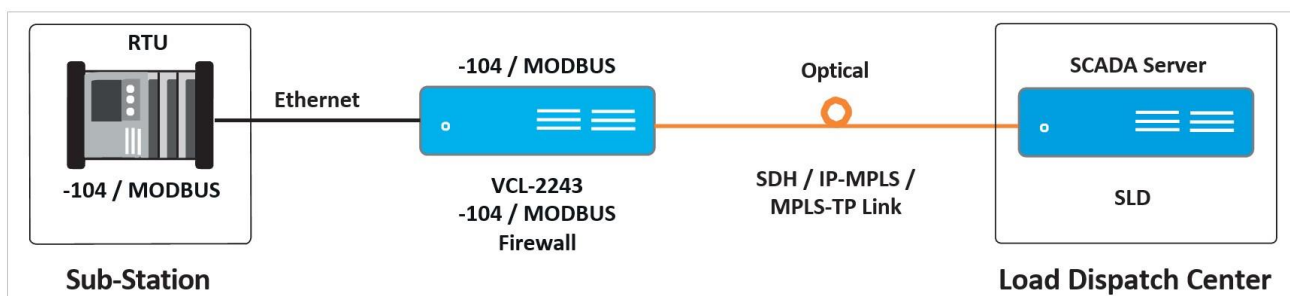 RTU
-104 / MODBUS
Sub-Station
Ethernet
-104 / MODBUS
VCL-2243
-104 / MODBUS
Firewall
Optical
SDH / IP-MPLS /
MPLS-TP Link
SCADA Server
SLD
Load Dispatch Center